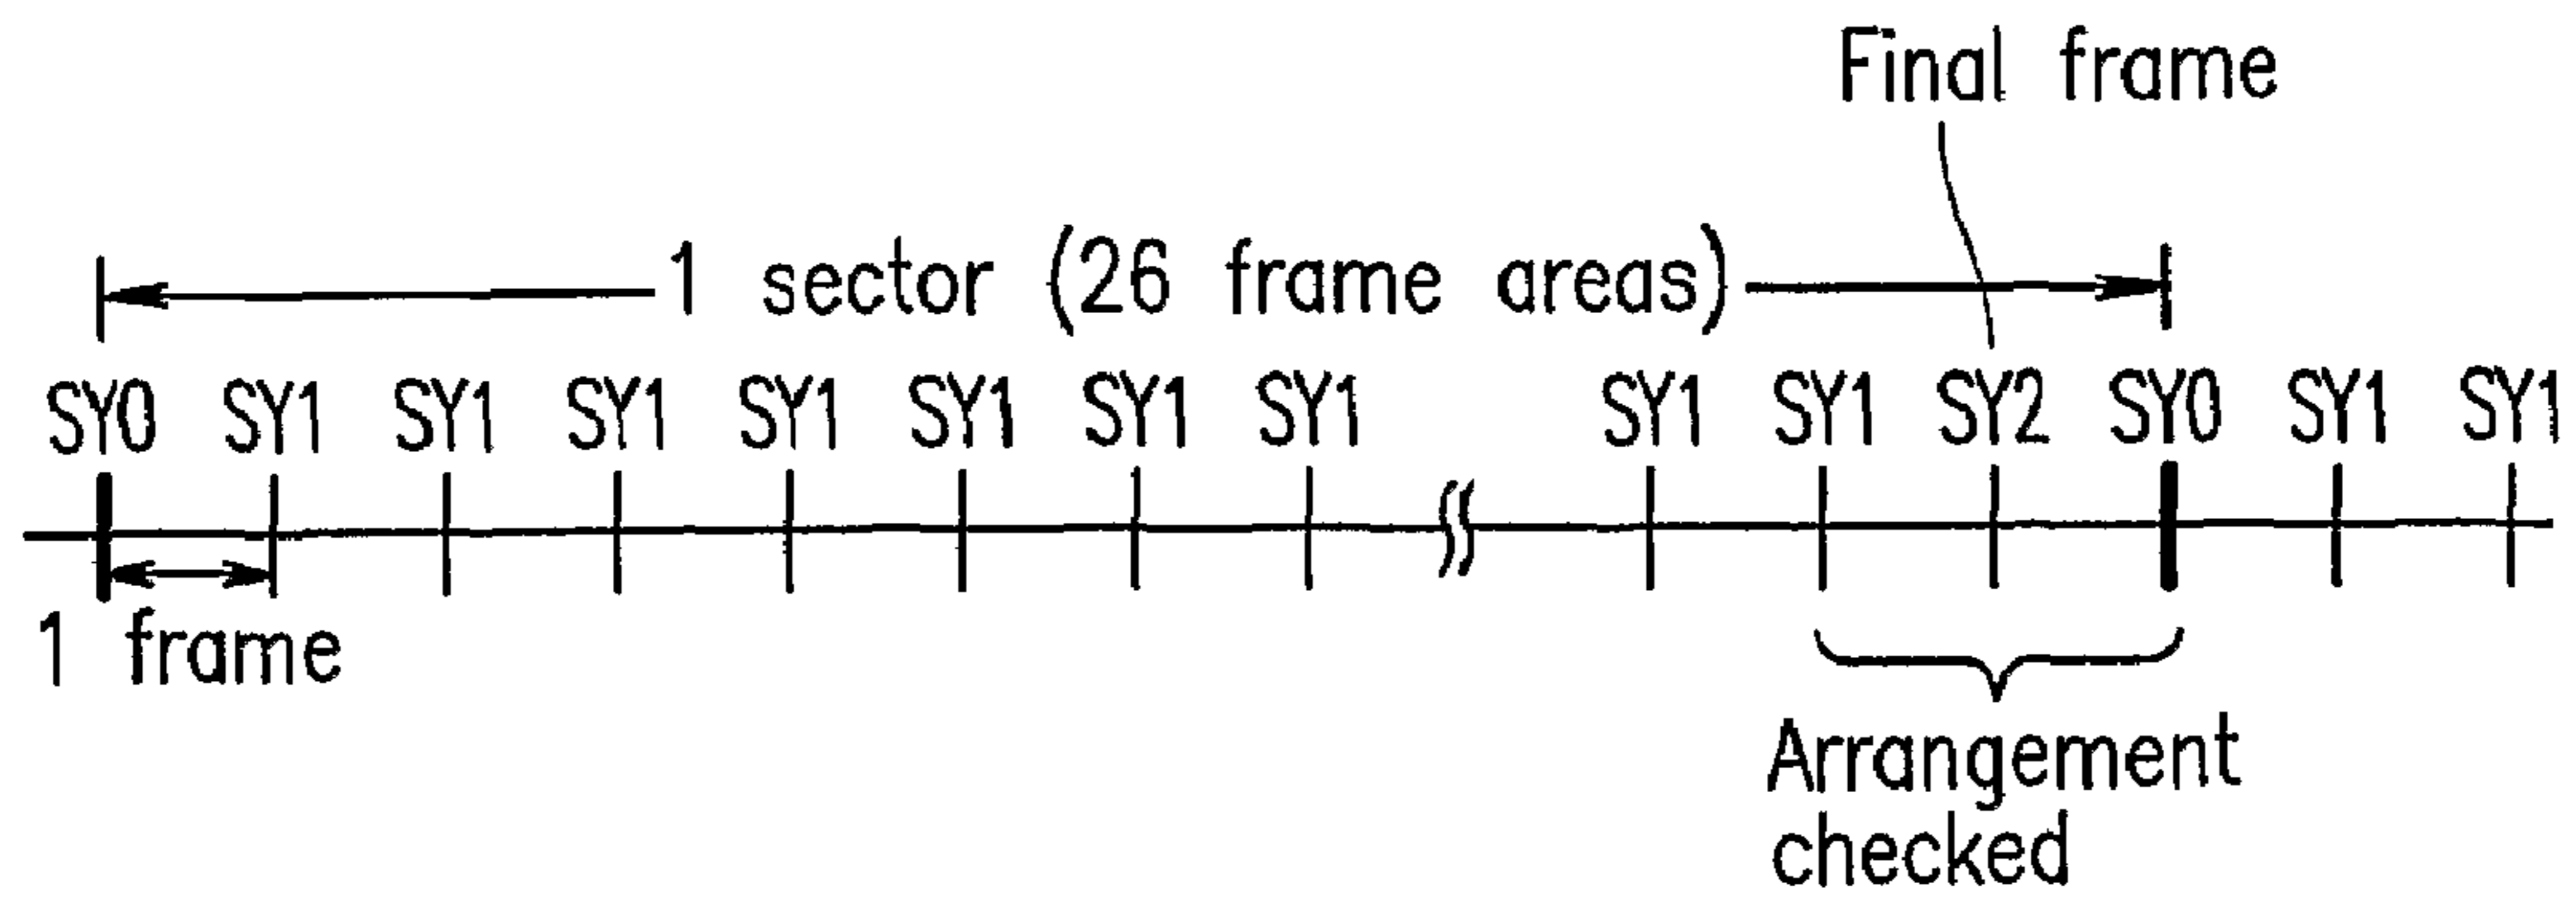 Final frame
1 sector (26 frame areas)
SY0 SY1 SY1 SY1 SY1 SY1 SY1 SY1 SY1 SY1 SY2 SY0 SY1 SY1
1 frame
Arrangement
checked